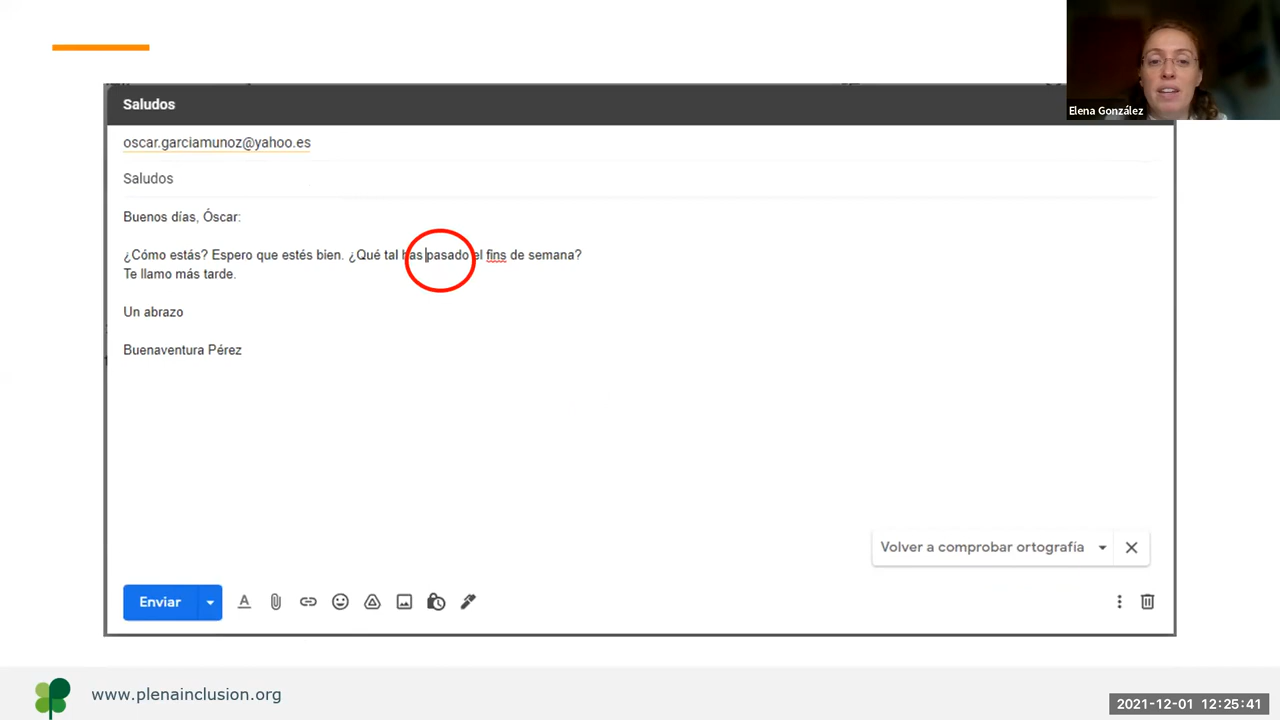 Elena González
Saludos
oscar.garciamunoz@yahoo.es
Saludos
Buenos días, Óscar:
¿Cómo estás? Espero que estés bien. ¿Qué tal has pasado el fins de semana?
Te llamo más tarde.
Un abrazo
Buenaventura Pérez
Volver a comprobar ortografía
Enviar
www.plenainclusion.org
2021-12-01 12:25:41